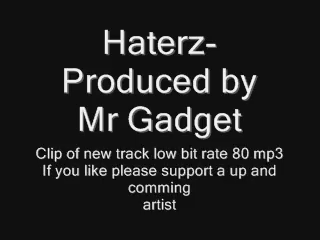 Haterz-
Produced by
Mr Gadget
Clip of new track low bit rate 80 mp3
If you like please support a up and
comming
artist